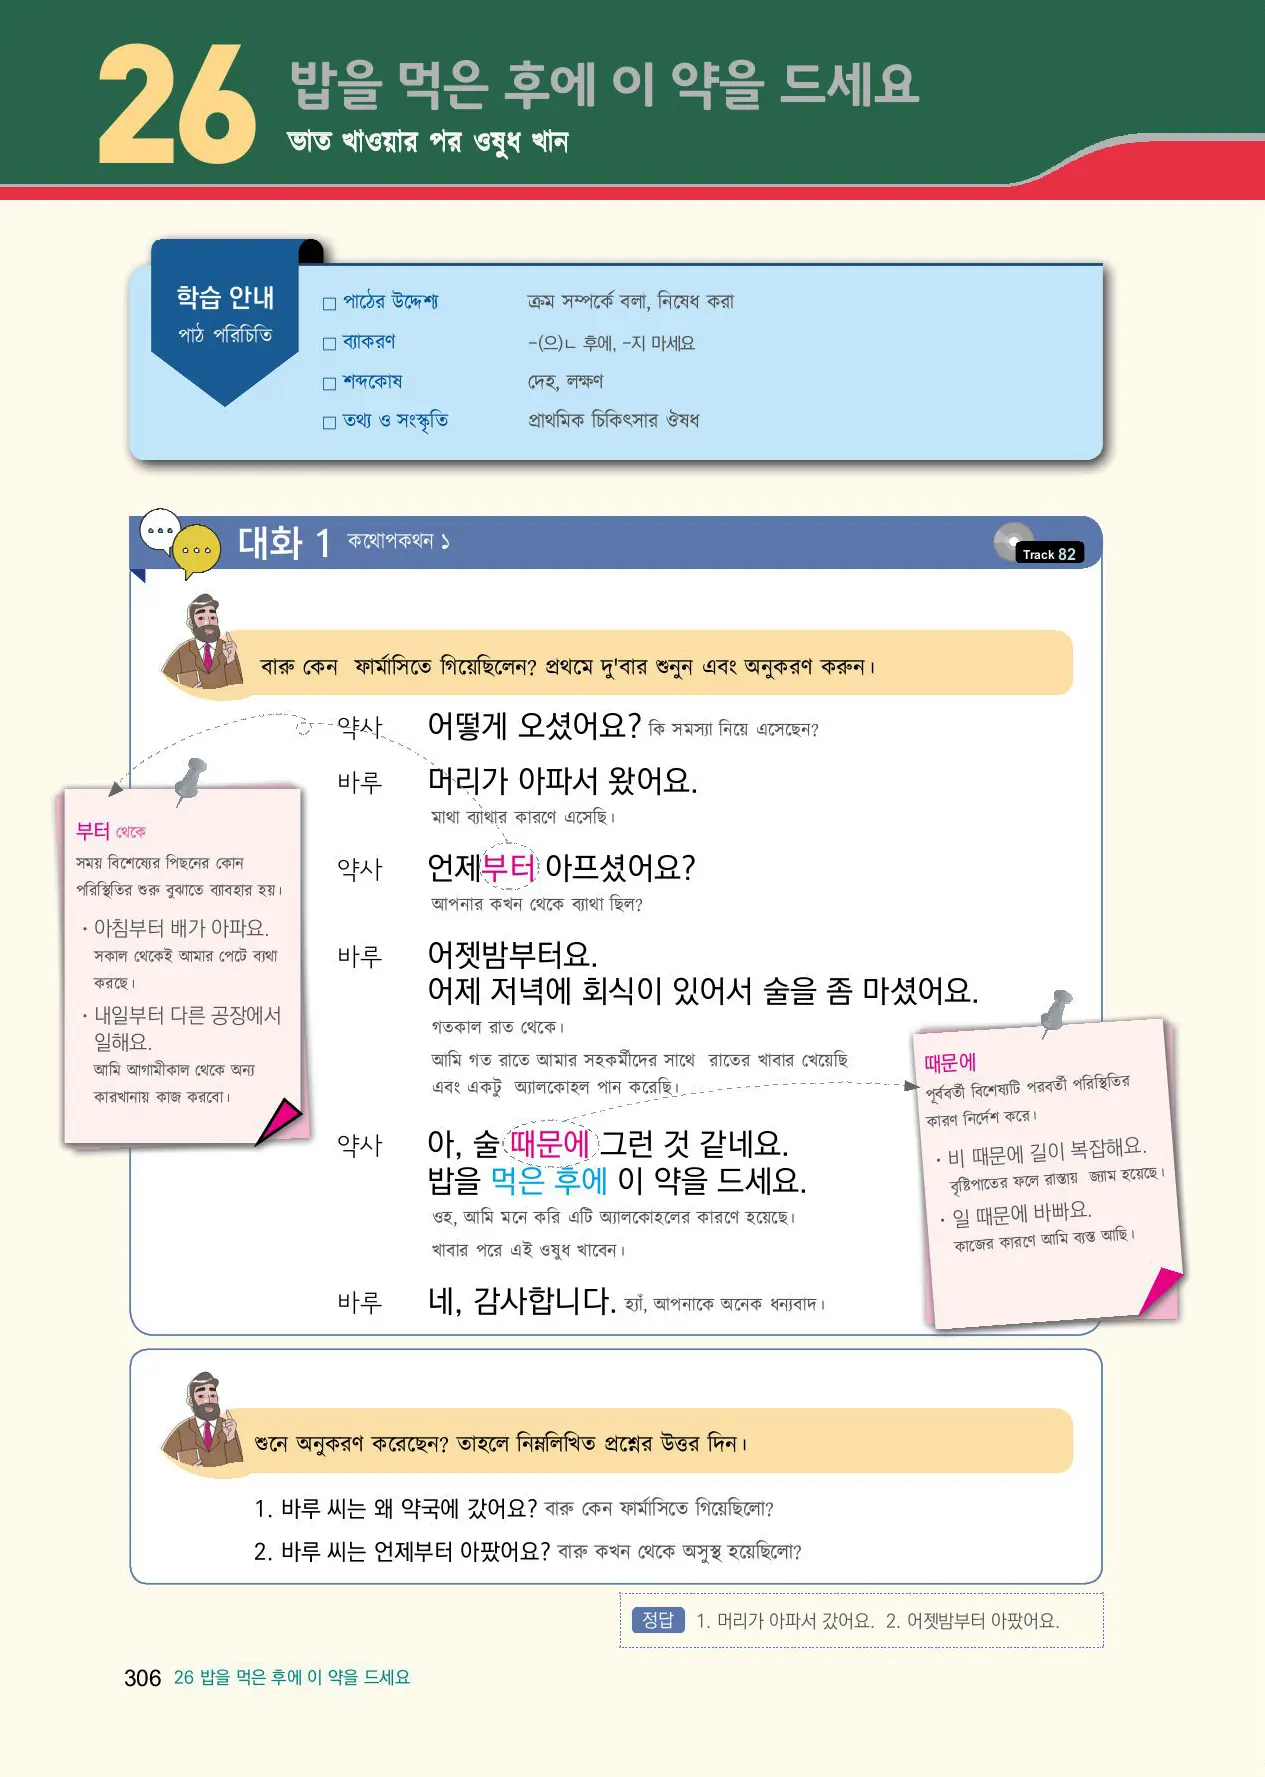 26
밥을 먹은 후에 이 약을 드세요
ভাত খাওয়ার পর ওষুধ খান
학습 안내
পাঠ পরিচিতি
□ পাঠের উদ্দেশ্য ক্রম সম্পর্কে বলা, নিষেধ করা
□ ব্যাকরণ -(으)ㄴ 후에, -지 마세요
□ শব্দকোষ দেহ, লক্ষণ
□ তথ্য ও সংস্কৃতি প্রাথমিক চিকিৎসার ঔষধ
대화 1 কথোপকথন ১
Track 82
বারু কেন ফার্মাসিতে গিয়েছিলেন? প্রথমে দু'বার শুনুন এবং অনুকরণ করুন।
약사 어떻게 오셨어요? কি সমস্যা নিয়ে এসেছেন?
바루 머리가 아파서 왔어요.
মাথা ব্যাথার কারণে এসেছি।
약사 언제부터 아프셨어요?
আপনার কখন থেকে ব্যাথা ছিল?
바루 어젯밤부터요.
어제 저녁에 회식이 있어서 술을 좀 마셨어요.
গতকাল রাত থেকে।
আমি গত রাতে আমার সহকর্মীদের সাথে রাতের খাবার খেয়েছি
এবং একটু অ্যালকোহল পান করেছি।
약사 아, 술 때문에 그런 것 같네요.
밥을 먹은 후에 이 약을 드세요.
ওহ, আমি মনে করি এটি অ্যালকোহলের কারণে হয়েছে।
খাবার পরে এই ওষুধ খাবেন।
바루 네, 감사합니다. হ্যাঁ, আপনাকে অনেক ধন্যবাদ।
부터 থেকে
সময় বিশেষ্যের পিছনের কোন
পরিস্থিতির শুরু বুঝাতে ব্যাবহার হয়।
· 아침부터 배가 아파요.
সকাল থেকেই আমার পেটে ব্যথা
করছে।
· 내일부터 다른 공장에서
일해요.
আমি আগামীকাল থেকে অন্য
কারখানায় কাজ করবো।
때문에
পূর্ববর্তী বিশেষ্যটি পরবর্তী পরিস্থিতির
কারণ নির্দেশ করে।
· 비 때문에 길이 복잡해요.
বৃষ্টিপাতের ফলে রাস্তায় জ্যাম হয়েছে।
· 일 때문에 바빠요.
কাজের কারণে আমি ব্যস্ত আছি।
শুনে অনুকরণ করেছেন? তাহলে নিম্নলিখিত প্রশ্নের উত্তর দিন।
1. 바루 씨는 왜 약국에 갔어요? বারু কেন ফার্মাসিতে গিয়েছিলো?
2. 바루 씨는 언제부터 아팠어요? বারু কখন থেকে অসুস্থ হয়েছিলো?
정답 1. 머리가 아파서 갔어요. 2. 어젯밤부터 아팠어요.
306 26 밥을 먹은 후에 이 약을 드세요